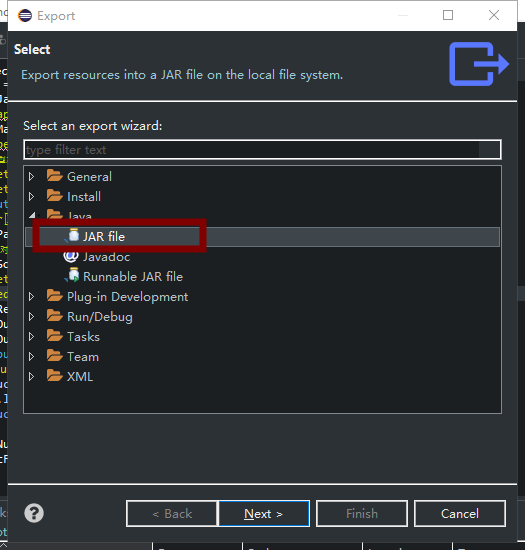 Export
Select
Export resources into a JAR file on the local file system.
Select an export wizard:
type filter text
General
Install
Java
JAR file
Javadoc
Runnable JAR file
Plug-in Development
Run/Debug
Tasks
Team
XML
< Back
Next >
Finish
Cancel